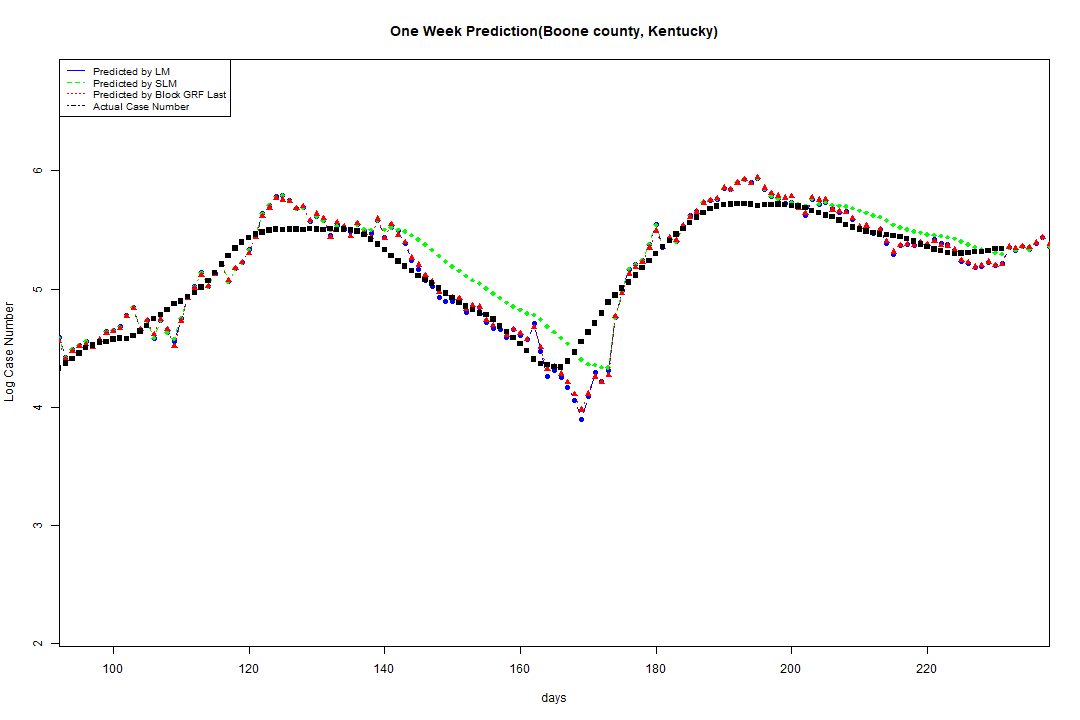 One Week Prediction(Boone county, Kentucky)
Predicted by LM
Predicted by SLM
Predicted by Block GRF Last
Actual Case Number
6
5
4
3
2
Log Case Number
100 120 140 160 180 200 220
days